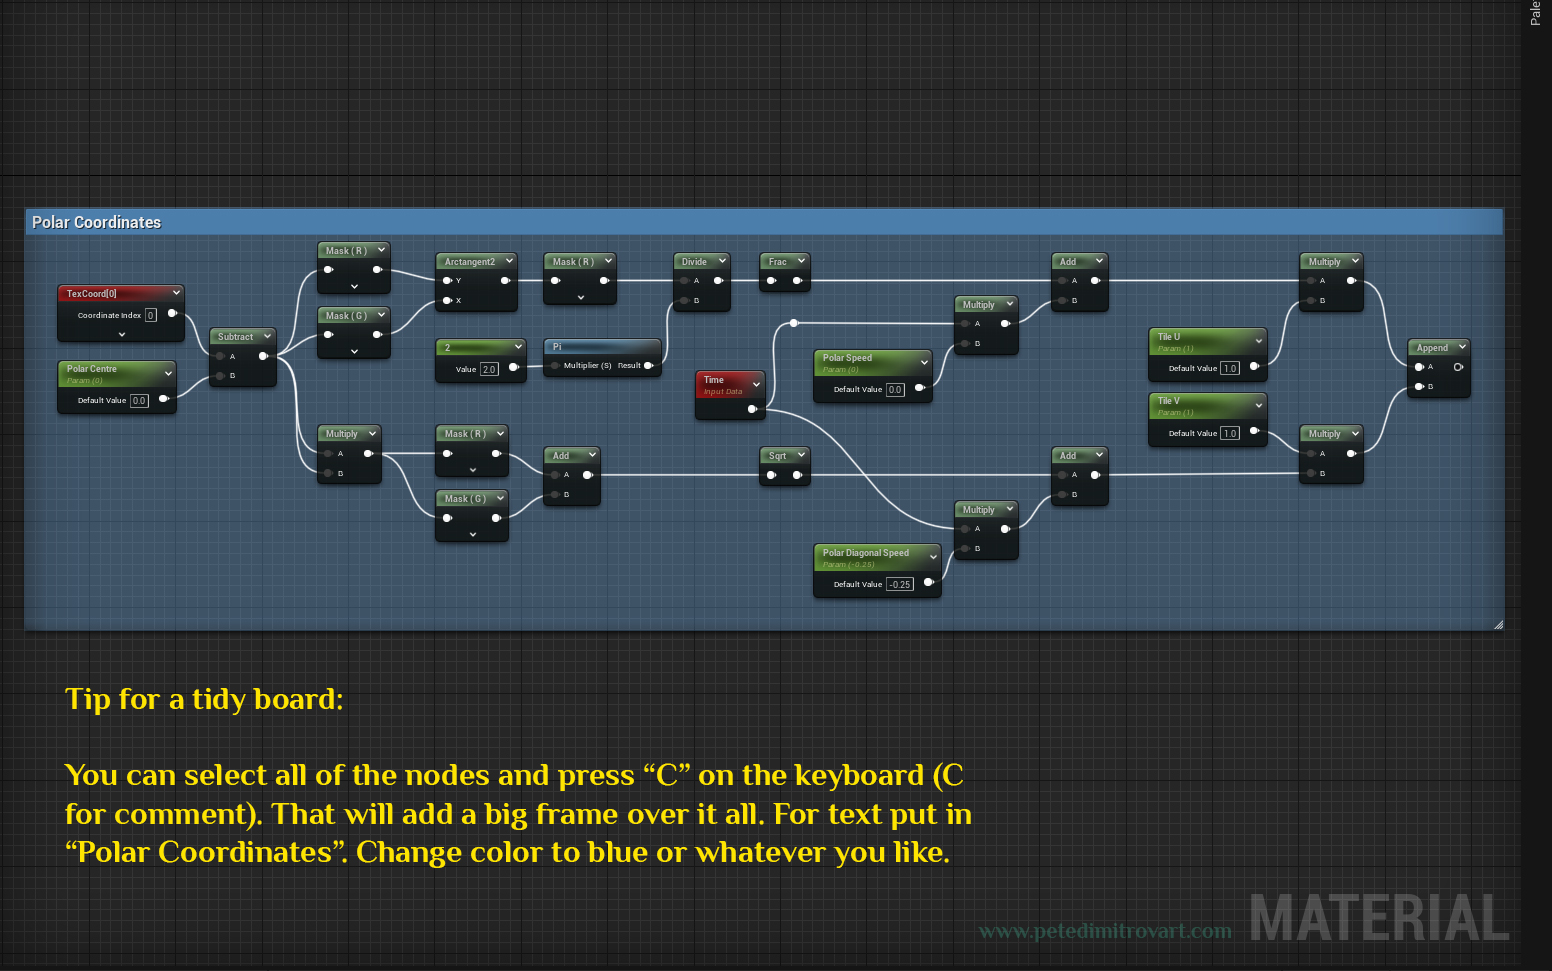 Pale
Polar Coordinates
Mask ( R )
Arctangent2
Y
X
Mask ( R )
Divide
A
B
Frac
Add
A
B
Multiply
A
B
TexCoord[0]
Coordinate Index 0
Mask ( G )
Multiply
A
B
Subtract
A
B
2
Value 2.0
Pi
Multiplier (S) Result
Tile U
Param (1)
Default Value 1.0
Append
A
B
Polar Centre
Param (0)
Default Value 0.0
Polar Speed
Param (0)
Default Value 0.0
Time
Input Data
Tile V
Param (1)
Default Value 1.0
Multiply
A
B
Mask ( R )
Add
A
B
Sqrt
Add
A
B
Multiply
A
B
Mask ( G )
Multiply
A
B
Polar Diagonal Speed
Param (-0.25)
Default Value -0.25
Tip for a tidy board:
You can select all of the nodes and press “C” on the keyboard (C
for comment). That will add a big frame over it all. For text put in
“Polar Coordinates”. Change color to blue or whatever you like.
www.petedimitrovart.com
MATERIAL